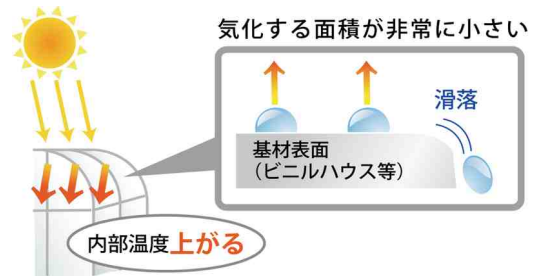 気化する面積が非常に小さい
滑落
基材表面
（ビニルハウス等）
内部温度上がる